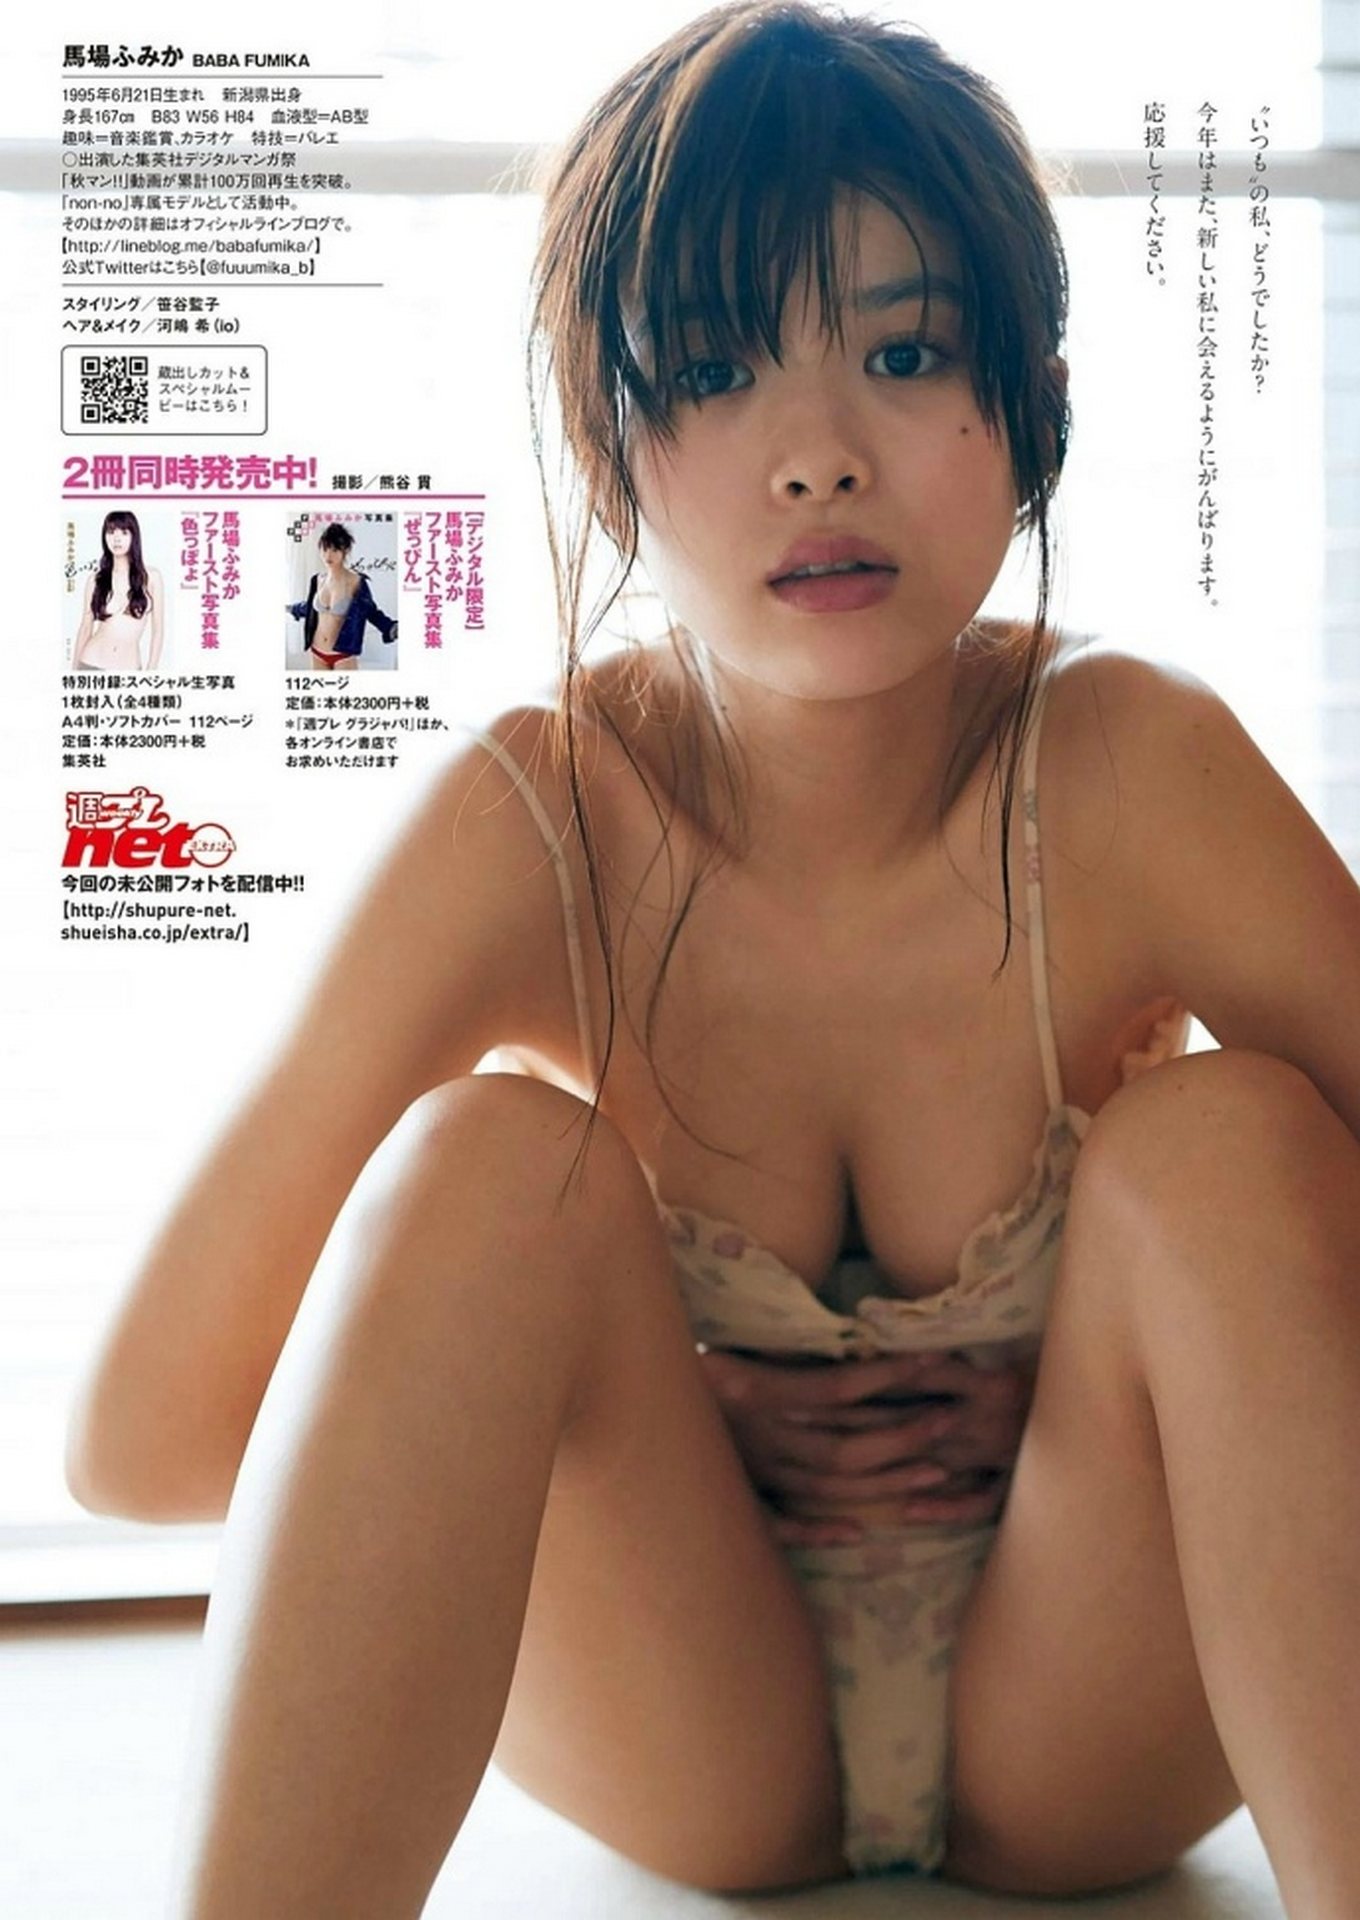 馬場ふみか BABA FUMIKA
1995年6月21日生まれ　新潟県出身
身長167㎝　B83 W56 H84　血液型＝AB型
趣味＝音楽鑑賞、カラオケ　特技＝バレエ
○出演した集英社デジタルマンガ祭
「秋マン!!」動画が累計100万回再生を突破。
『non-no』専属モデルとして活動中。
そのほかの詳細はオフィシャルラインブログで。
【http://lineblog.me/babafumika/】
公式Twitterはこちら【@fuuumika_b】
スタイリング／笹谷藍子
ヘア&メイク／河嶋 希（io）
蔵出しカット&
スペシャルムー
ビーはこちら！
2冊同時発売中! 撮影／熊谷 貫
馬場ふみか
ファースト写真集
『色っぽょ』
特別付録：スペシャル生写真
1枚封入（全4種類）
A4判・ソフトカバー 112ページ
定価：本体2300円＋税
集英社
【デジタル限定】
馬場ふみか
ファースト写真集
『ぜっぴん』
馬場ふみか写真集
112ページ
定価：本体2300円＋税
＊『週プレ グラジャパ!』ほか、
各オンライン書店で
お求めいただけます
週プレ weekly
net EXTRA
今回の未公開フォトを配信中!!
【http://shupure-net.
shueisha.co.jp/extra/】
“いつも”の私、どうでしたか？
今年はまた、新しい私に会えるようにがんばります。
応援してください。